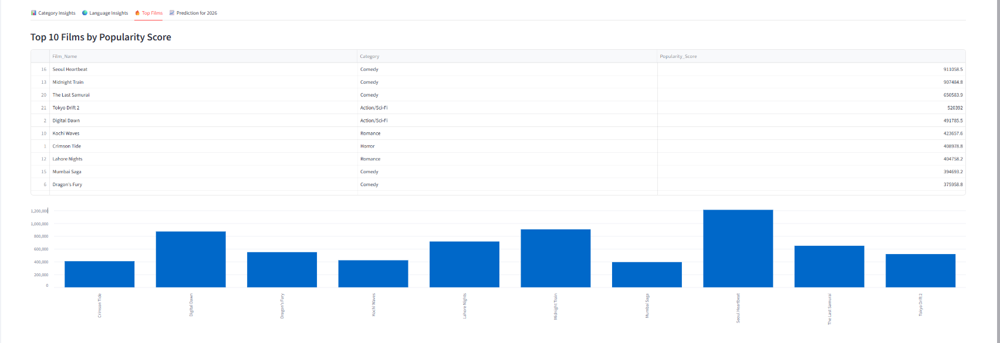 Category Insights Language Insights Top Films Prediction for 2026
Top 10 Films by Popularity Score
Film_Name Category Popularity_Score
16 Seoul Heartbeat Comedy 911058.5
13 Midnight Train Comedy 907484.8
20 The Last Samurai Comedy 650583.9
21 Tokyo Drift 2 Action/Sci-Fi 520392
2 Digital Dawn Action/Sci-Fi 491785.5
10 Kochi Waves Romance 423657.6
1 Crimson Tide Horror 408978.8
12 Lahore Nights Romance 404758.2
15 Mumbai Saga Comedy 394693.2
6 Dragon's Fury Comedy 375958.8
1,200,000
1,000,000
800,000
600,000
400,000
200,000
0
Crimson Tide
Digital Dawn
Dragon's Fury
Kochi Waves
Lahore Nights
Midnight Train
Mumbai Saga
Seoul Heartbeat
The Last Samurai
Tokyo Drift 2